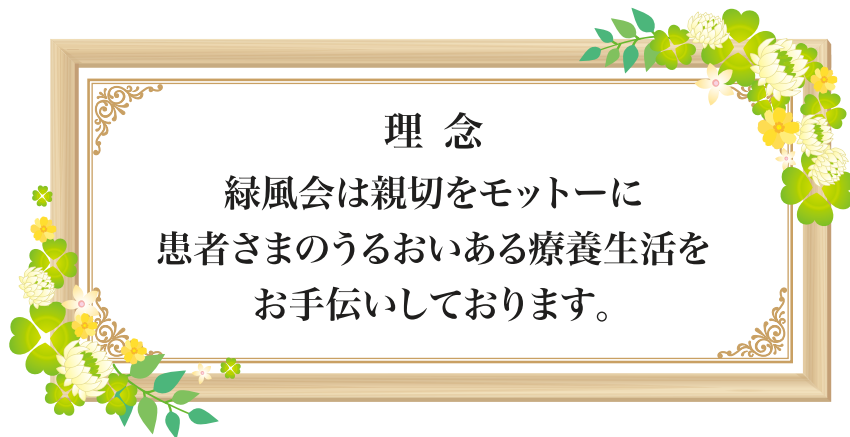 理 念
緑風会は親切をモットーに
患者さまのうるおいある療養生活を
お手伝いしております。